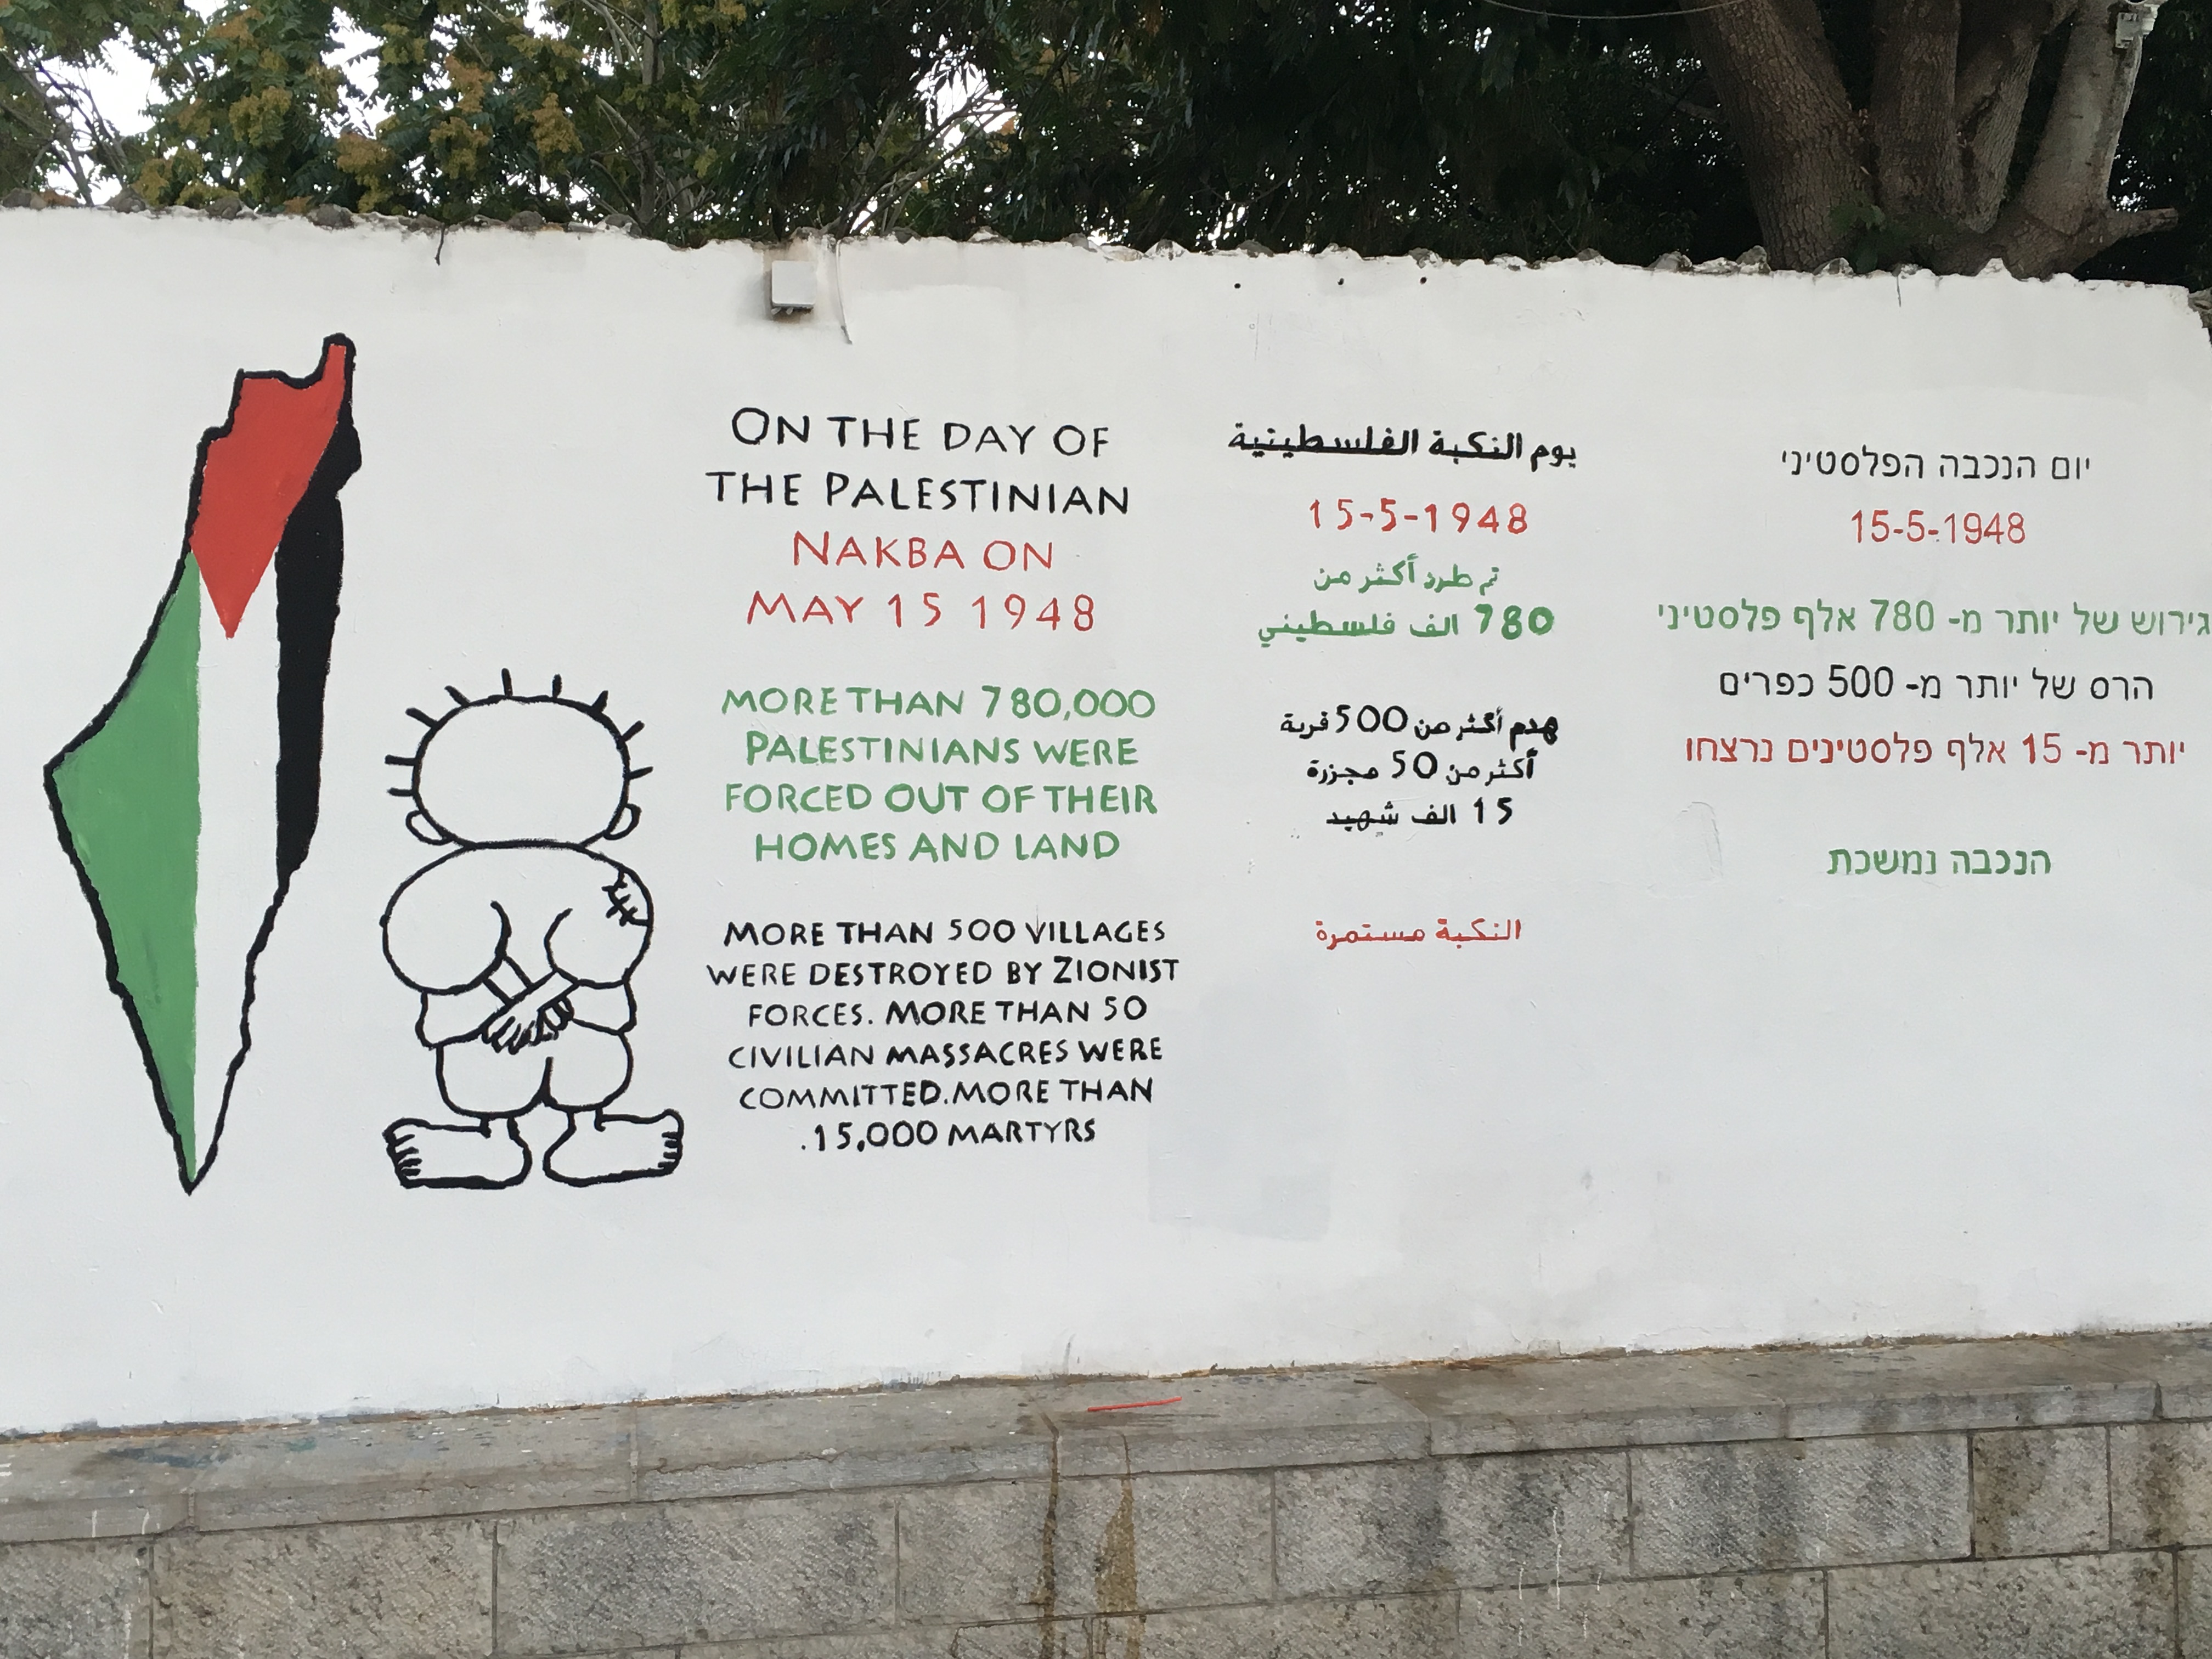 ON THE DAY OF
THE PALESTINIAN
NAKBA ON
MAY 15 1948
MORE THAN 780,000
PALESTINIANS WERE
FORCED OUT OF THEIR
HOMES AND LAND
MORE THAN 500 VILLAGES
WERE DESTROYED BY ZIONIST
FORCES. MORE THAN 50
CIVILIAN MASSACRES WERE
COMMITTED.MORE THAN
.15,000 MARTYRS
يوم النكبة الفلسطينية
15-5-1948
تم طرد أكثر من
780 الف فلسطيني
هدم أكثر من 500 قرية
أكثر من 50 مجزرة
15 الف شهيد
النكبة مستمرة
יום הנכבה הפלסטיני
15-5-1948
גירוש של יותר מ- 780 אלף פלסטיני
הרס של יותר מ- 500 כפרים
יותר מ- 15 אלף פלסטינים נרצחו
הנכבה נמשכת